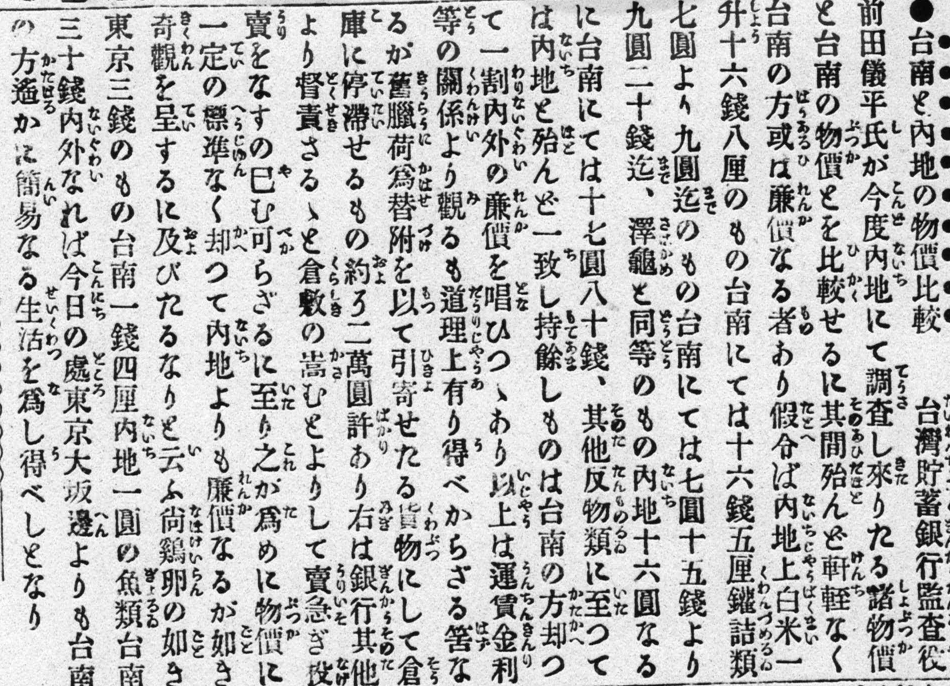 ●台南と內地の物價比較　臺灣貯蓄銀行監査役
前田儀平氏が今度內地にて調査し來りたる諸物價
と台南の物價とを比較せるに其間殆んど軒輊なく
台南の方或は廉價なる者あり假令ば內地上白米一
升十六錢八厘のもの台南にては十六錢五厘鑵詰類
七圓より九圓迄のもの台南にては七圓十五錢より
九圓二十錢迄、澤龜と同等のもの內地十六圓なる
に台南にては十七圓八十錢、其他反物類に至つて
は內地と殆んど一致し持餘しものは台南の方却つ
て一割內外の廉價を唱ひつゝあり以上は運賃金利
等の關係より觀るも道理上有り得べからざる筈な
るが舊臘荷爲替附を以て引寄せたる貨物にして倉
庫に停滯せるもの約ろ二萬圓許あり右は銀行其他
より督責さるゝと倉敷の嵩むとよりして賣急ぎ投
賣をなすの已む可らざるに至り之が爲めに物價に
一定の標準なく却つて內地よりも廉價なるが如き
奇觀を呈するに及びたるなりと云ふ尙鷄卵の如き
東京三錢のもの台南一錢四厘內地一圓の魚類台南
三十錢內外なれば今日の處東京大坂邊よりも台南
の方遙かに簡易なる生活を爲し得べしとなり